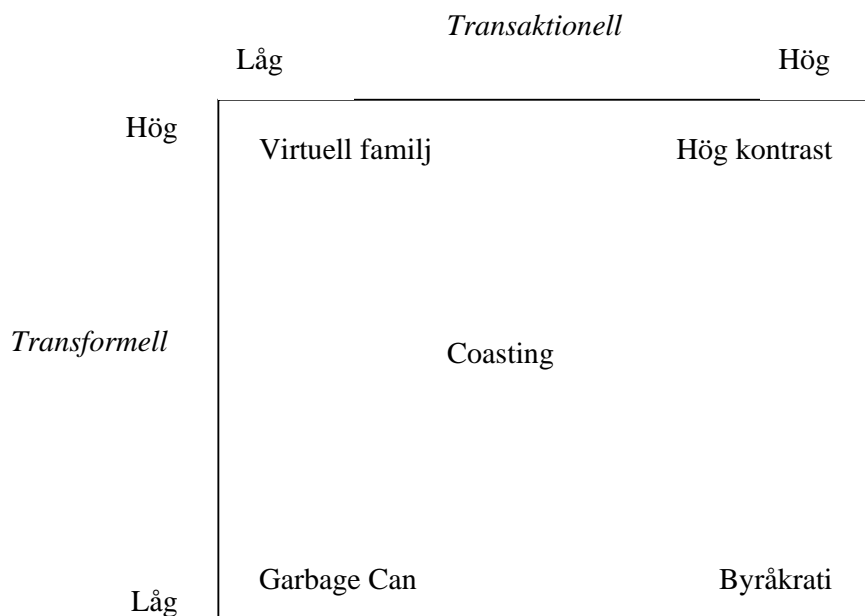 Transaktionell
Låg Hög
Hög
Virtuell familj Hög kontrast
Transformell
Coasting
Garbage Can Byråkrati
Låg